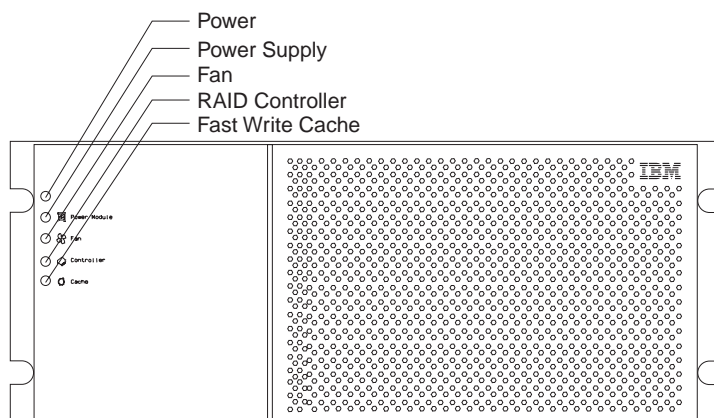 Power
Power Supply
Fan
RAID Controller
Fast Write Cache
IBM
Power Module
Fan
Controller
Cache